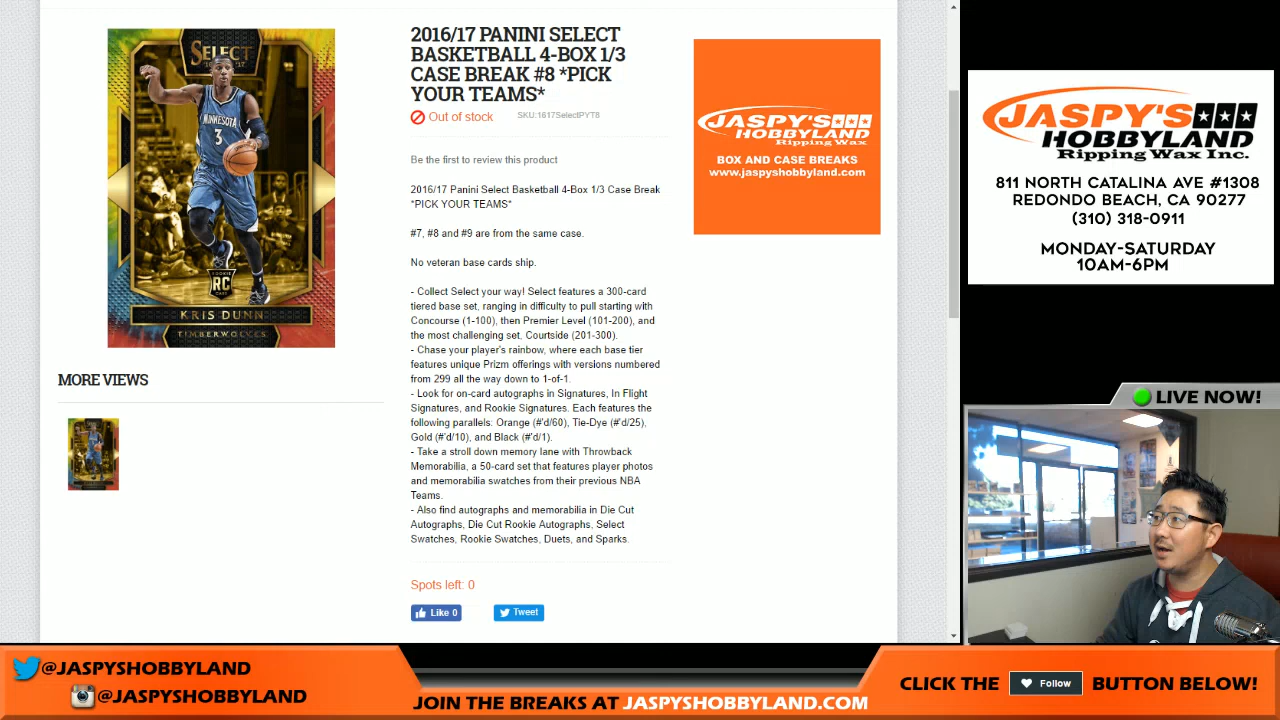 SELECT
MINNESOTA
3
ROOKIE
RC
KRIS DUNN
TIMBERWOLVES
MORE VIEWS
2016/17 PANINI SELECT
BASKETBALL 4-BOX 1/3
CASE BREAK #8 *PICK
YOUR TEAMS*
Out of stock
SKU:1617SelectPYT8
Be the first to review this product
2016/17 Panini Select Basketball 4-Box 1/3 Case Break
*PICK YOUR TEAMS*
#7, #8 and #9 are from the same case.
No veteran base cards ship.
- Collect Select your way! Select features a 300-card
tiered base set, ranging in difficulty to pull starting with
Concourse (1-100), then Premier Level (101-200), and
the most challenging set, Courtside (201-300).
- Chase your player's rainbow, where each base tier
features unique Prizm offerings with versions numbered
from 299 all the way down to 1-of-1.
- Look for on-card autographs in Signatures, In Flight
Signatures, and Rookie Signatures. Each features the
following parallels: Orange (#'d/60), Tie-Dye (#'d/25),
Gold (#'d/10), and Black (#'d/1).
- Take a stroll down memory lane with Throwback
Memorabilia, a 50-card set that features player photos
and memorabilia swatches from their previous NBA
Teams.
- Also find autographs and memorabilia in Die Cut
Autographs, Die Cut Rookie Autographs, Select
Swatches, Rookie Swatches, Duets, and Sparks.
Spots left: 0
Like 0
Tweet
JASPY'S
HOBBYLAND
Ripping Wax
BOX AND CASE BREAKS
www.jaspyshobbyland.com
JASPY'S
HOBBYLAND
Ripping Wax Inc.
811 NORTH CATALINA AVE #1308
REDONDO BEACH, CA 90277
(310) 318-0911
MONDAY-SATURDAY
10AM-6PM
LIVE NOW!
@JASPYSHOBBYLAND
@JASPYSHOBBYLAND
JOIN THE BREAKS AT JASPYSHOBBYLAND.COM
CLICK THE Follow BUTTON BELOW!